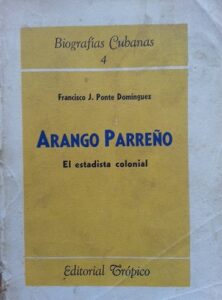 Biografías Cubanas
4
Francisco J. Ponte Domínguez
ARANGO PARREÑO
El estadista colonial
Editorial Trópico